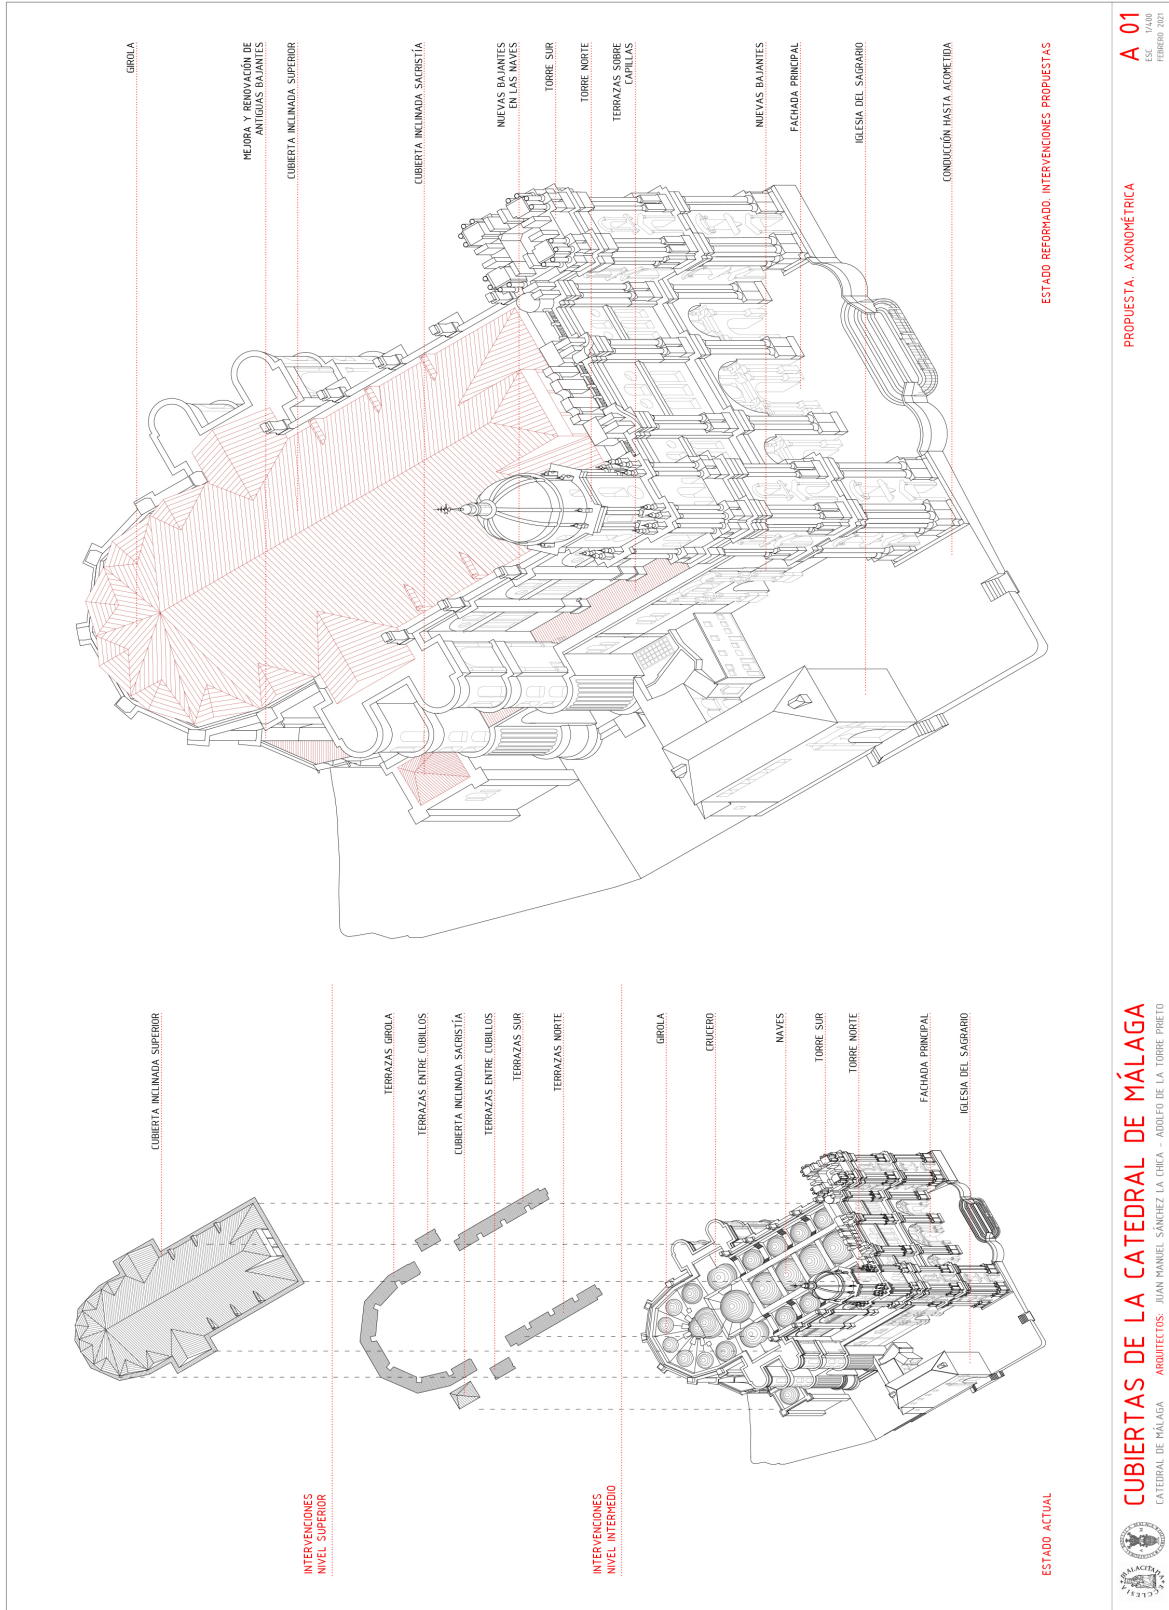 CUBIERTA INCLINADA SUPERIOR
TERRAZAS GIROLA
TERRAZAS ENTRE CUBILLOS
CUBIERTA INCLINADA SACRISTÍA
TERRAZAS ENTRE CUBILLOS
TERRAZAS SUR
TERRAZAS NORTE
GIROLA
CRUCERO
NAVES
TORRE SUR
TORRE NORTE
FACHADA PRINCIPAL
IGLESIA DEL SAGRARIO
INTERVENCIONES
NIVEL SUPERIOR
INTERVENCIONES
NIVEL INTERMEDIO
ESTADO ACTUAL
GIROLA
MEJORA Y RENOVACIÓN DE
ANTIGUAS BAJANTES
CUBIERTA INCLINADA SUPERIOR
CUBIERTA INCLINADA SACRISTÍA
NUEVAS BAJANTES
EN LAS NAVES
TORRE SUR
TORRE NORTE
TERRAZAS SOBRE
CAPILLAS
NUEVAS BAJANTES
FACHADA PRINCIPAL
IGLESIA DEL SAGRARIO
CONDUCCIÓN HASTA ACOMETIDA
ESTADO REFORMADO. INTERVENCIONES PROPUESTAS
CUBIERTAS DE LA CATEDRAL DE MÁLAGA
CATEDRAL DE MÁLAGA ARQUITECTOS: JUAN MANUEL SÁNCHEZ LA CHICA - ADOLFO DE LA TORRE PRIETO
PROPUESTA. AXONOMÉTRICA
A 01
ESC 1/400
FEBRERO 2021